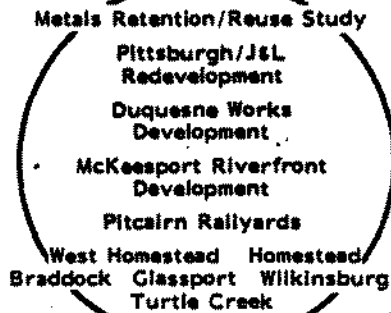 Metals Retention/Reuse Study
Pittsburgh/J&L
Redevelopment
Duquesne Works
Development
McKeesport Riverfront
Development
Pitcairn Railyards
West Homestead Homestead
Braddock Glassport Wilkinsburg
Turtle Creek